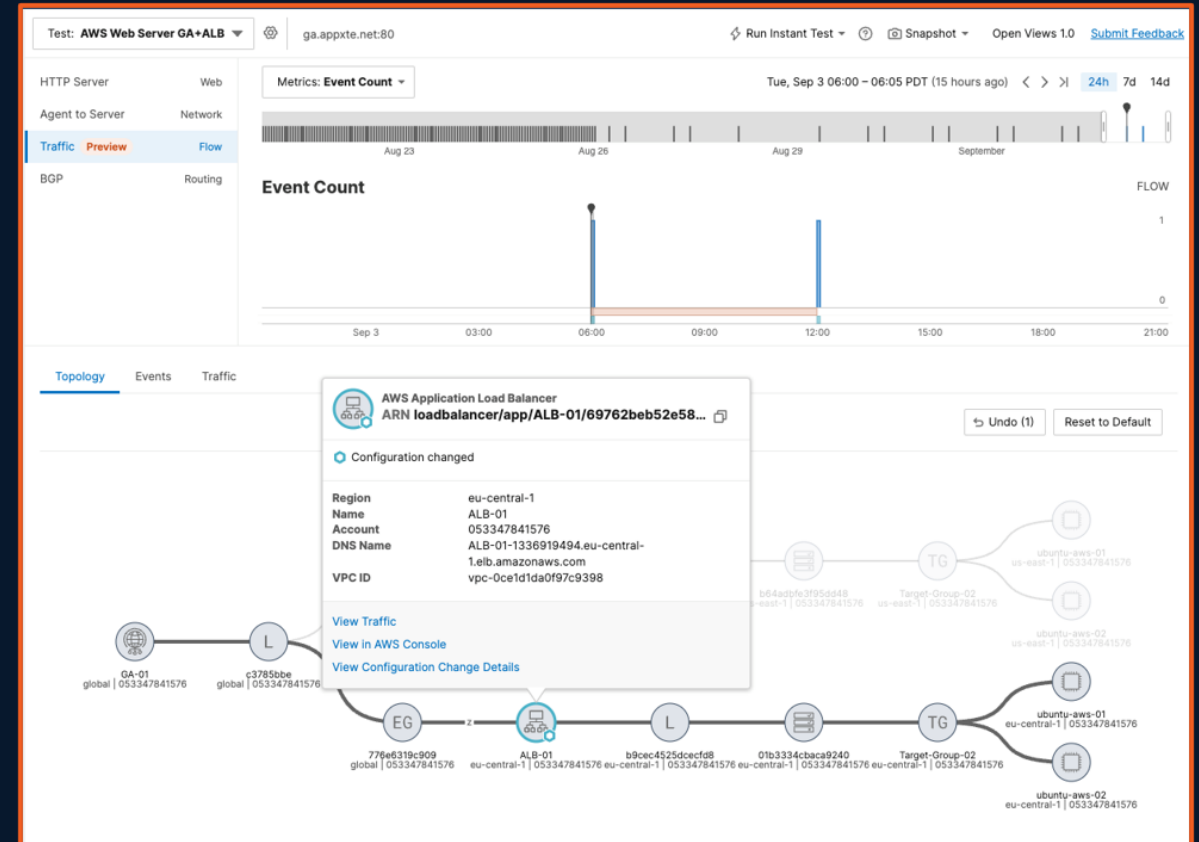 Test: AWS Web Server GA+ALB
ga.appxte.net:80
Run Instant Test
Snapshot
Open Views 1.0
Submit Feedback
HTTP Server Web
Agent to Server Network
Traffic Preview Flow
BGP Routing
Metrics: Event Count
Tue, Sep 3 06:00 – 06:05 PDT (15 hours ago)
24h 7d 14d
Aug 23 Aug 26 Aug 29 September
Event Count
FLOW
1
0
Sep 3 03:00 06:00 09:00 12:00 15:00 18:00 21:00
Topology Events Traffic
Undo (1)
Reset to Default
AWS Application Load Balancer
ARN loadbalancer/app/ALB-01/69762beb52e58...
Configuration changed
Region eu-central-1
Name ALB-01
Account 053347841576
DNS Name ALB-01-1336919494.eu-central-
1.elb.amazonaws.com
VPC ID vpc-0ce1d1da0f97c9398
View Traffic
View in AWS Console
View Configuration Change Details
TG
b64adbfe3f95dd48
s-east-1 | 053347841576
Target-Group-02
us-east-1 | 053347841576
ubuntu-aws-01
us-east-1 | 053347841576
ubuntu-aws-02
us-east-1 | 053347841576
GA-01
global | 053347841576
L
c3785bbe
global | 053347841576
EG
776e6319c909
global | 053347841576
z
ALB-01
eu-central-1 | 053347841576
L
b9cec4525dcecfd8
eu-central-1 | 053347841576
01b3334cbaca9240
eu-central-1 | 053347841576
TG
Target-Group-02
eu-central-1 | 053347841576
ubuntu-aws-01
eu-central-1 | 053347841576
ubuntu-aws-02
eu-central-1 | 053347841576